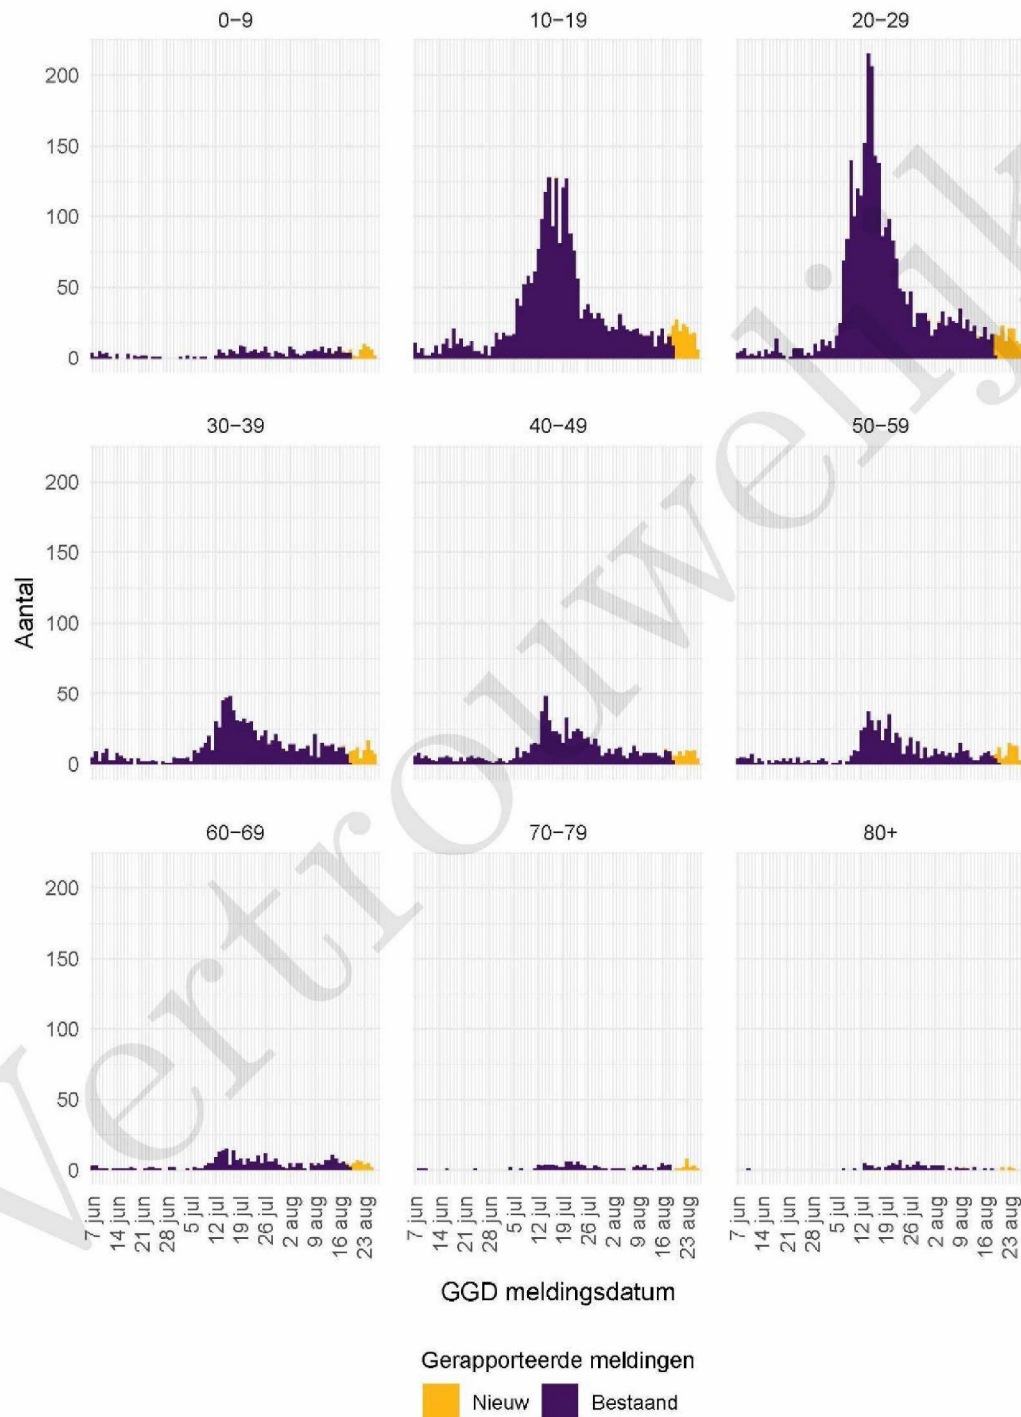 0−9 10−19 20−29
200
150
100
50
0
30−39 40−49 50−59
200
150
100
50
0
Aantal
60−69 70−79 80+
200
150
100
50
0
7 jun 14 jun 21 jun 28 jun 5 jul 12 jul 19 jul 26 jul 2 aug 9 aug 16 aug 23 aug
7 jun 14 jun 21 jun 28 jun 5 jul 12 jul 19 jul 26 jul 2 aug 9 aug 16 aug 23 aug
7 jun 14 jun 21 jun 28 jun 5 jul 12 jul 19 jul 26 jul 2 aug 9 aug 16 aug 23 aug
GGD meldingsdatum
Gerapporteerde meldingen
Nieuw Bestaand
Vertrouwelijk